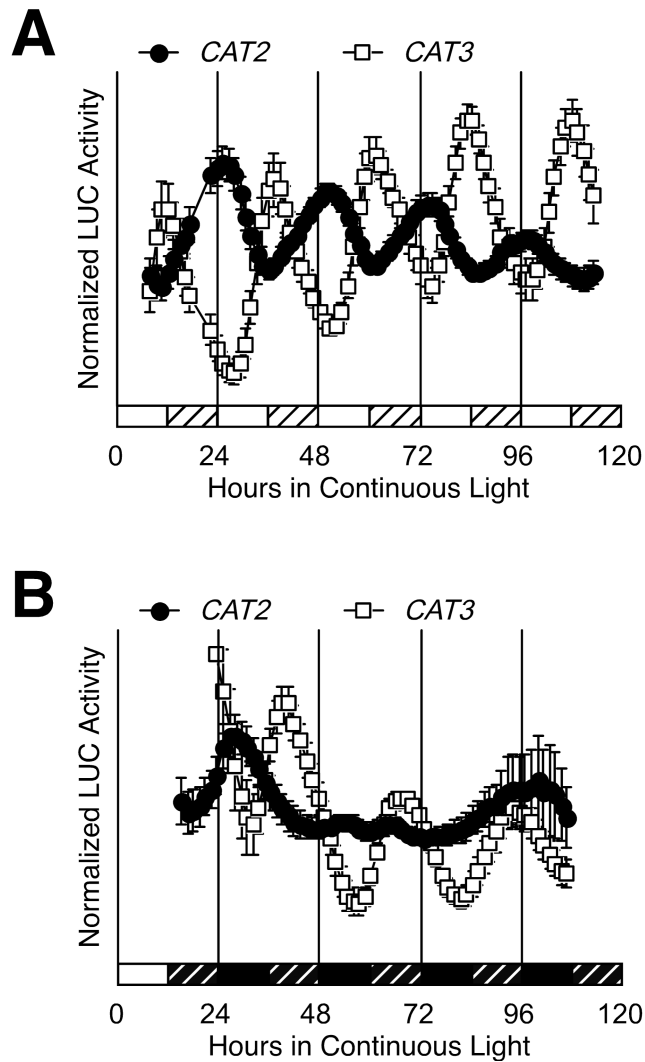 A
CAT2 CAT3
Normalized LUC Activity
0 24 48 72 96 120
Hours in Continuous Light
B
CAT2 CAT3
Normalized LUC Activity
0 24 48 72 96 120
Hours in Continuous Light